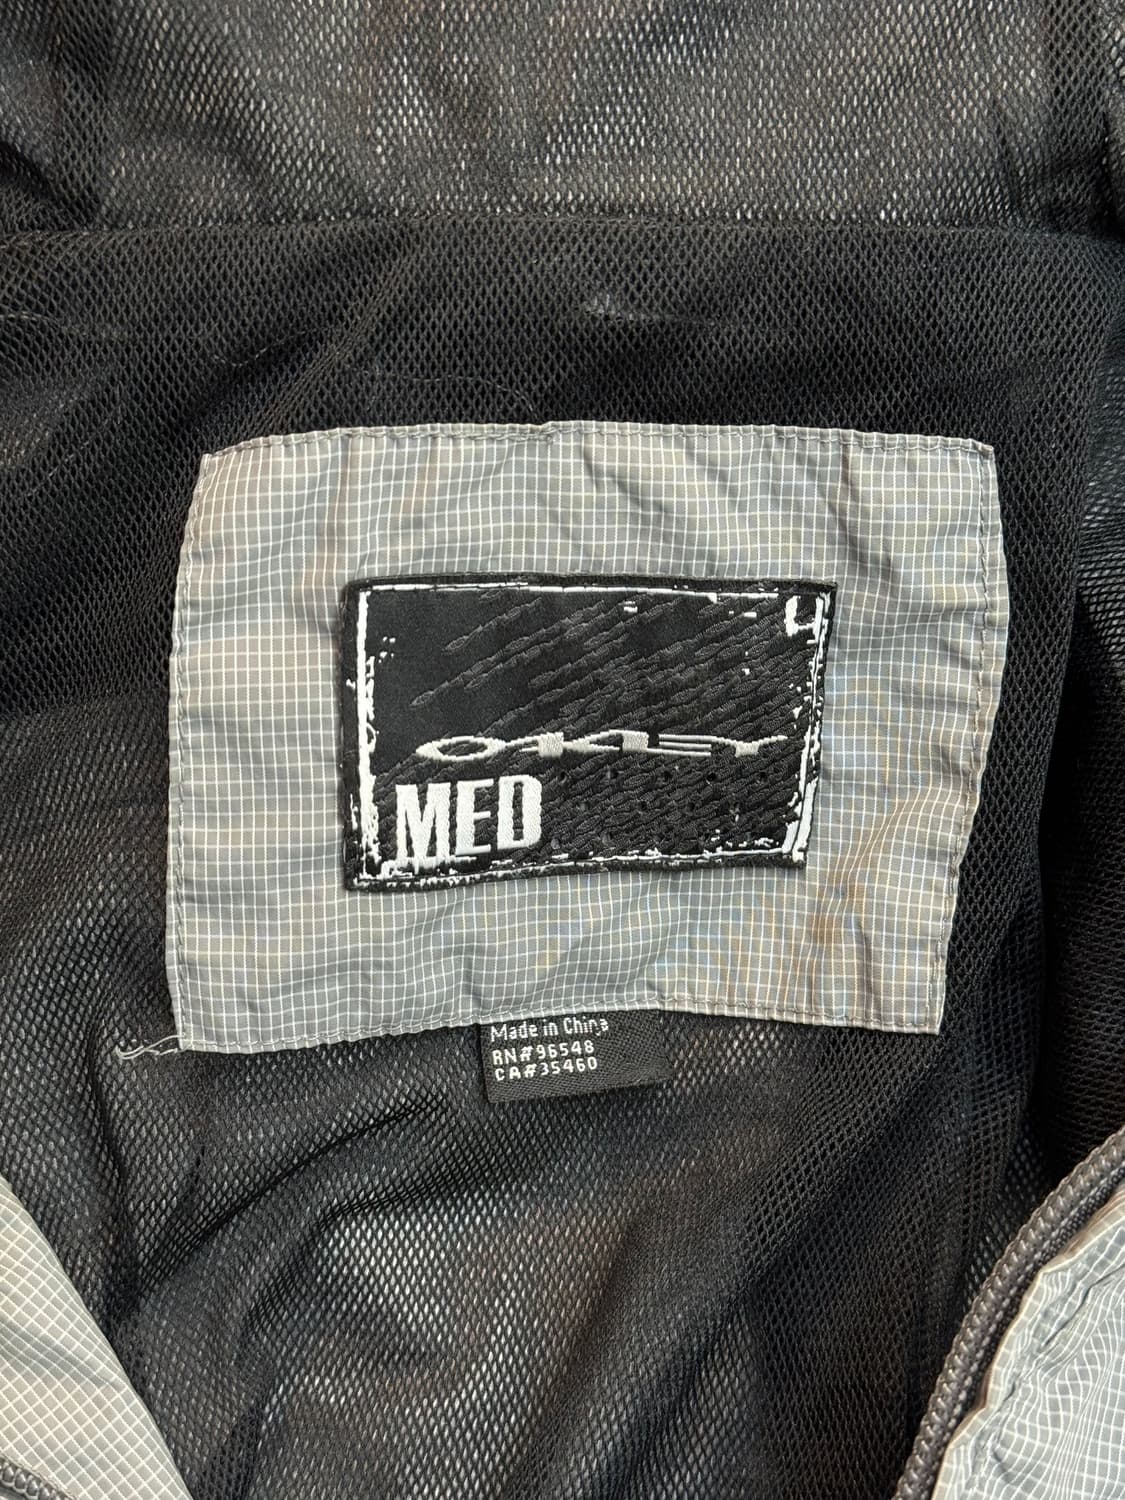 OAKLEY
MED
Made in China
RN#96548
CA#35460